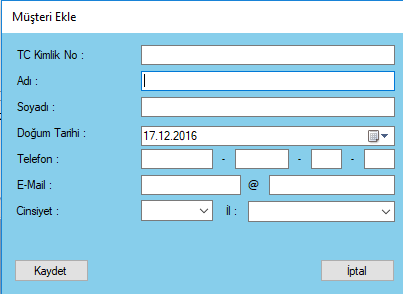 Müşteri Ekle
TC Kimlik No :
Adı :
Soyadı :
Doğum Tarihi : 17.12.2016
Telefon : - - -
E-Mail : @
Cinsiyet : İl :
Kaydet İptal